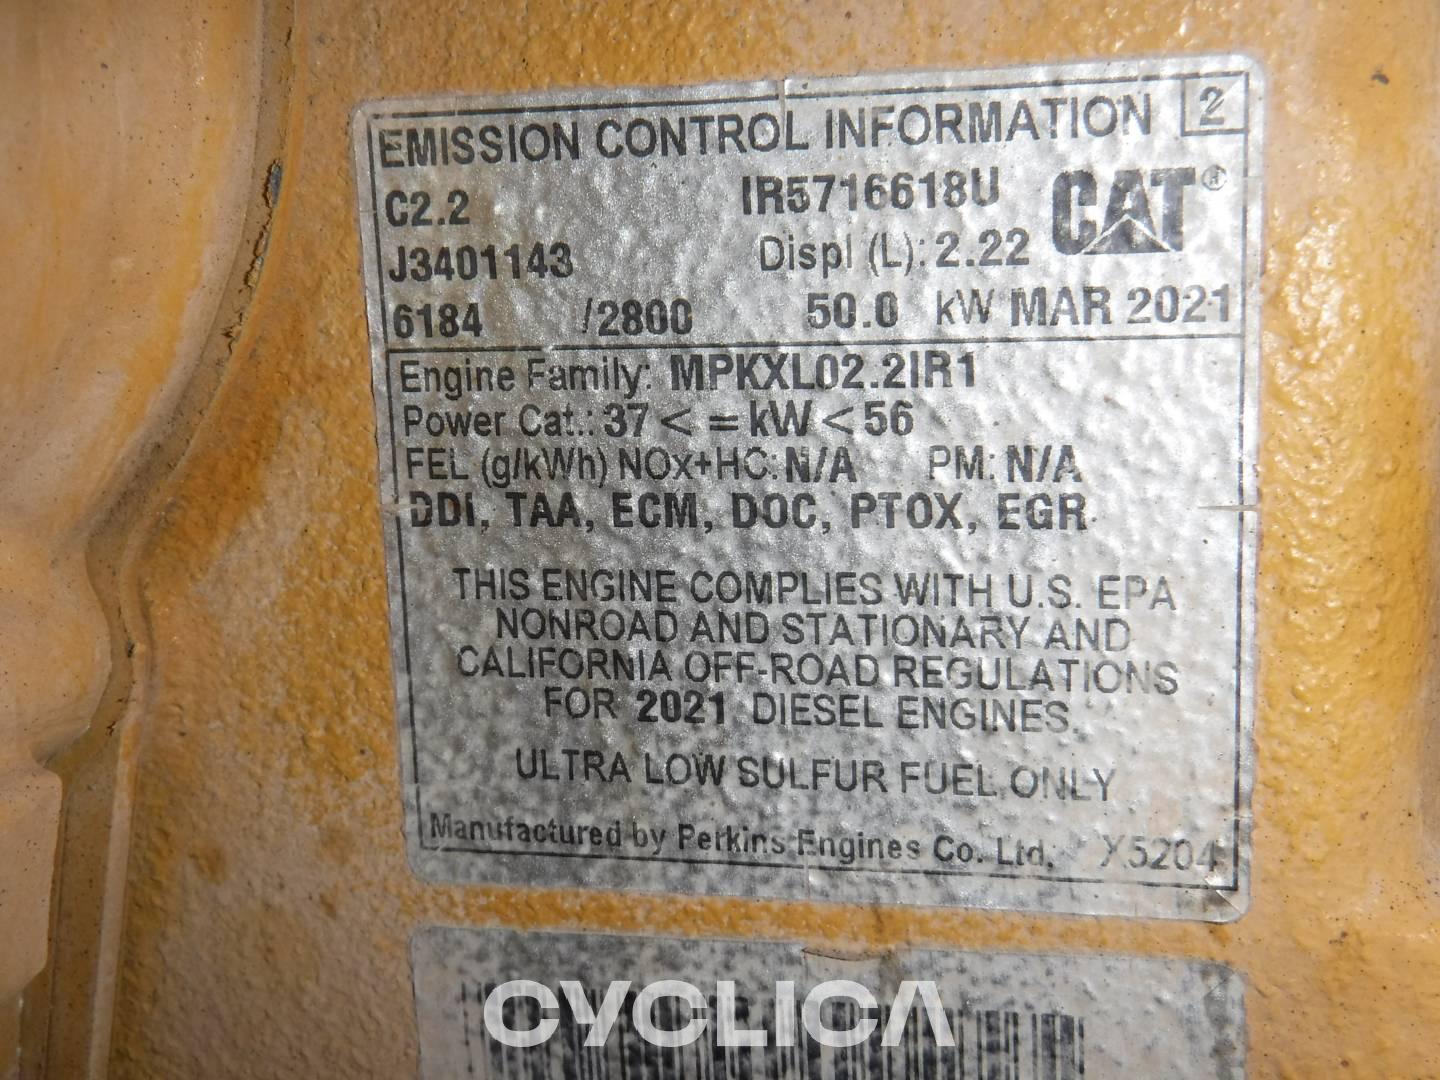 EMISSION CONTROL INFORMATION 2
C2.2 IR5716618U CAT®
J3401143 Displ (L): 2.22
6184 /2800 50.0 kW MAR 2021
Engine Family: MPKXL02.2IR1
Power Cat.: 37 < = kW < 56
FEL (g/kWh) NOx+HC: N/A PM: N/A
DDI, TAA, ECM, DOC, PTOX, EGR
THIS ENGINE COMPLIES WITH U.S. EPA
NONROAD AND STATIONARY AND
CALIFORNIA OFF-ROAD REGULATIONS
FOR 2021 DIESEL ENGINES.
ULTRA LOW SULFUR FUEL ONLY
Manufactured by Perkins Engines Co. Ltd. X5204
CYCLICA